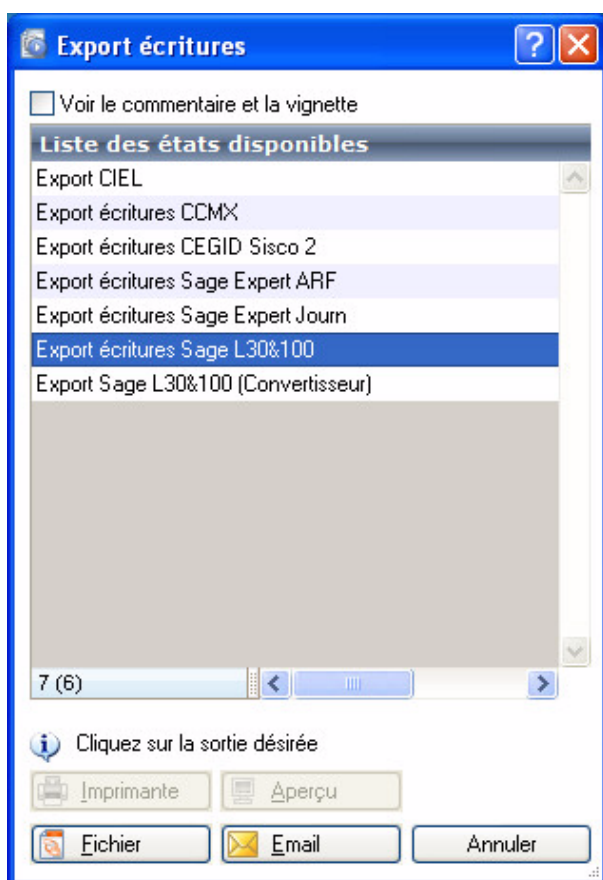 Export écritures
Voir le commentaire et la vignette
Liste des états disponibles
Export CIEL
Export écritures CCMX
Export écritures CEGID Sisco 2
Export écritures Sage Expert ARF
Export écritures Sage Expert Journ
Export écritures Sage L30&100
Export Sage L30&100 (Convertisseur)
7 (6)
Cliquez sur la sortie désirée
Imprimante Aperçu
Fichier Email Annuler